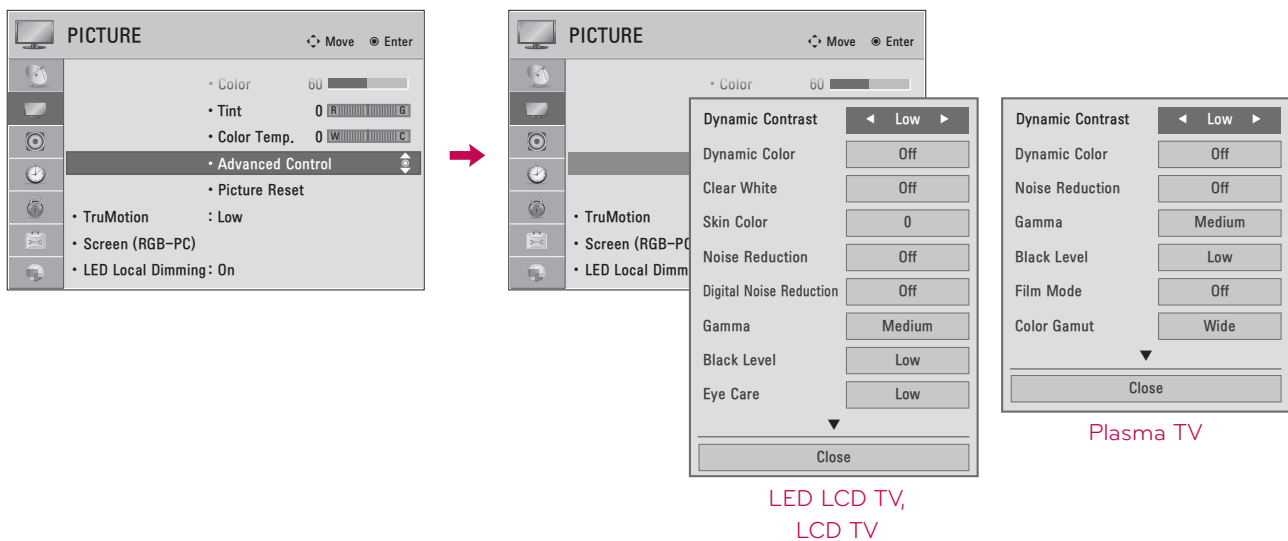 PICTURE
Move Enter
• Color 60
• Tint 0 R G
• Color Temp. 0 W C
• Advanced Control
• Picture Reset
• TruMotion : Low
• Screen (RGB-PC)
• LED Local Dimming : On
PICTURE
Move Enter
• Color 60
• TruMotion
• Screen (RGB-PC
• LED Local Dimm
Dynamic Contrast ◄ Low ►
Dynamic Color Off
Clear White Off
Skin Color 0
Noise Reduction Off
Digital Noise Reduction Off
Gamma Medium
Black Level Low
Eye Care Low
▼
Close
LED LCD TV,
LCD TV
Dynamic Contrast ◄ Low ►
Dynamic Color Off
Noise Reduction Off
Gamma Medium
Black Level Low
Film Mode Off
Color Gamut Wide
▼
Close
Plasma TV